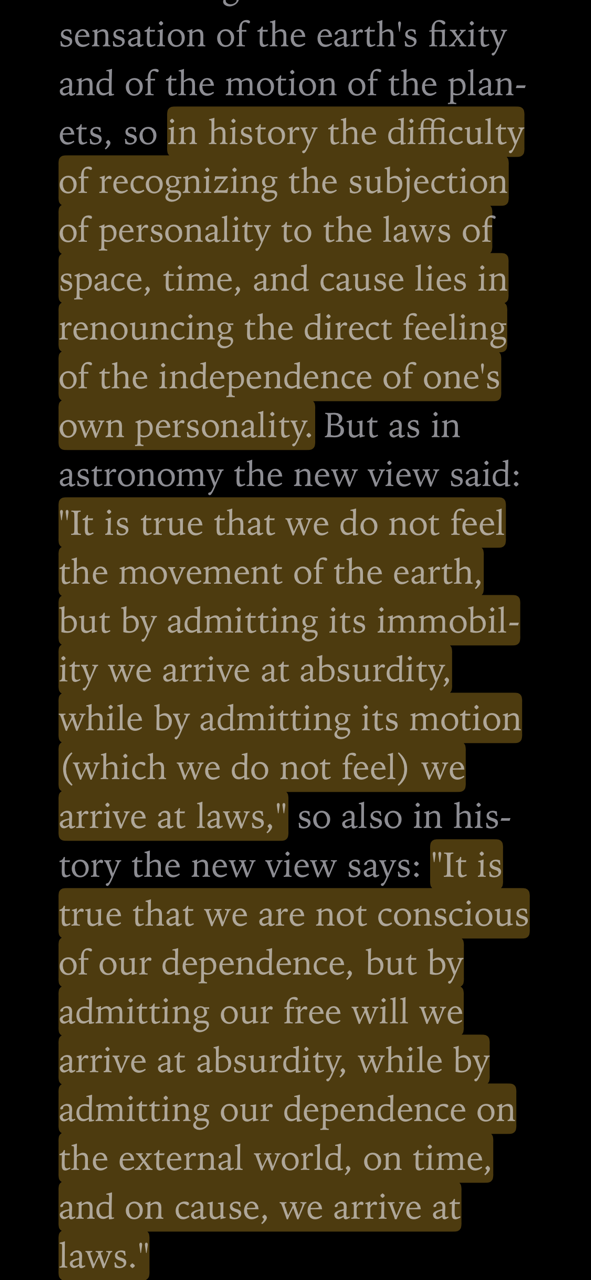 sensation of the earth's fixity
and of the motion of the plan-
ets, so in history the difficulty
of recognizing the subjection
of personality to the laws of
space, time, and cause lies in
renouncing the direct feeling
of the independence of one's
own personality. But as in
astronomy the new view said:
"It is true that we do not feel
the movement of the earth,
but by admitting its immobil-
ity we arrive at absurdity,
while by admitting its motion
(which we do not feel) we
arrive at laws," so also in his-
tory the new view says: "It is
true that we are not conscious
of our dependence, but by
admitting our free will we
arrive at absurdity, while by
admitting our dependence on
the external world, on time,
and on cause, we arrive at
laws."